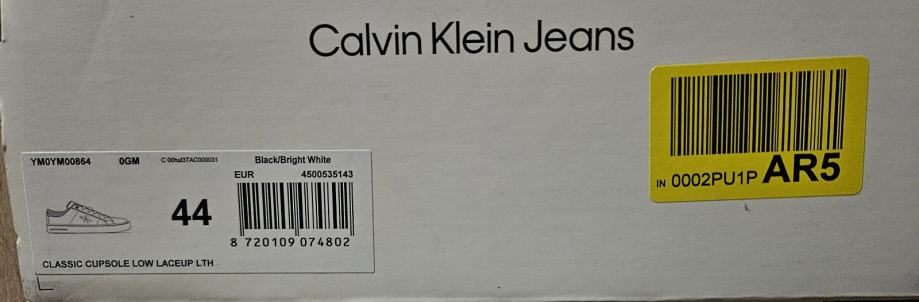 Calvin Klein Jeans
IN 0002PU1P AR5
YM0YM00864 0GM C 00hul3TAC000031 Black/Bright White
EUR 4500535143
44
8 720109 074802
CLASSIC CUPSOLE LOW LACEUP LTH